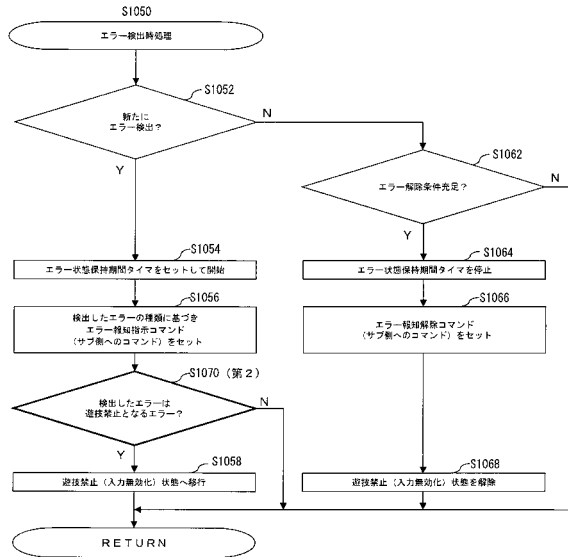 S1050
エラー検出時処理
S1052
新たに
エラー検出？
N
Y
S1062
エラー解除条件充足？
N
Y
S1054
エラー状態保持期間タイマをセットして開始
S1064
エラー状態保持期間タイマを停止
S1056
検出したエラーの種類に基づき
エラー報知指示コマンド
（サブ側へのコマンド）をセット
S1066
エラー報知解除コマンド
（サブ側へのコマンド）をセット
S1070（第２）
検出したエラーは
遊技禁止となるエラー？
N
Y
S1058
遊技禁止（入力無効化）状態へ移行
S1068
遊技禁止（入力無効化）状態を解除
ＲＥＴＵＲＮ